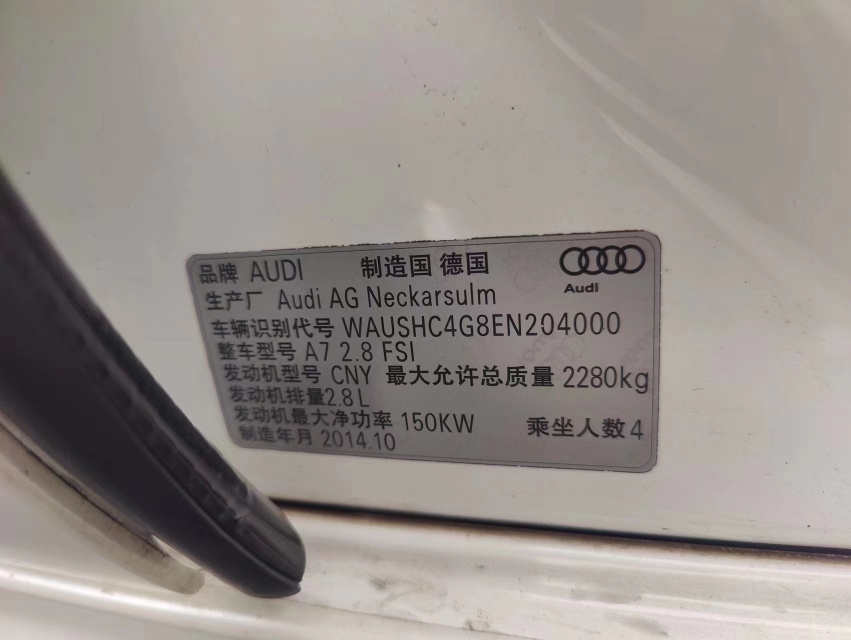 品牌 AUDI 制造国 德国
Audi
生产厂 Audi AG Neckarsulm
车辆识别代号 WAUSHC4G8EN204000
整车型号 A7 2.8 FSI
发动机型号 CNY 最大允许总质量 2280kg
发动机排量2.8L
发动机最大净功率 150KW 乘坐人数 4
制造年月 2014.10